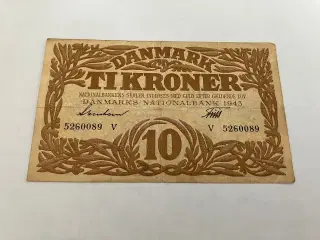 DANMARK
TI KRONER
NATIONALBANKENS SEDLER INDLØSES MED GULD EFTER GÆLDENDE LOV
DANMARKS NATIONALBANK 1943
5260089 V V 5260089
10